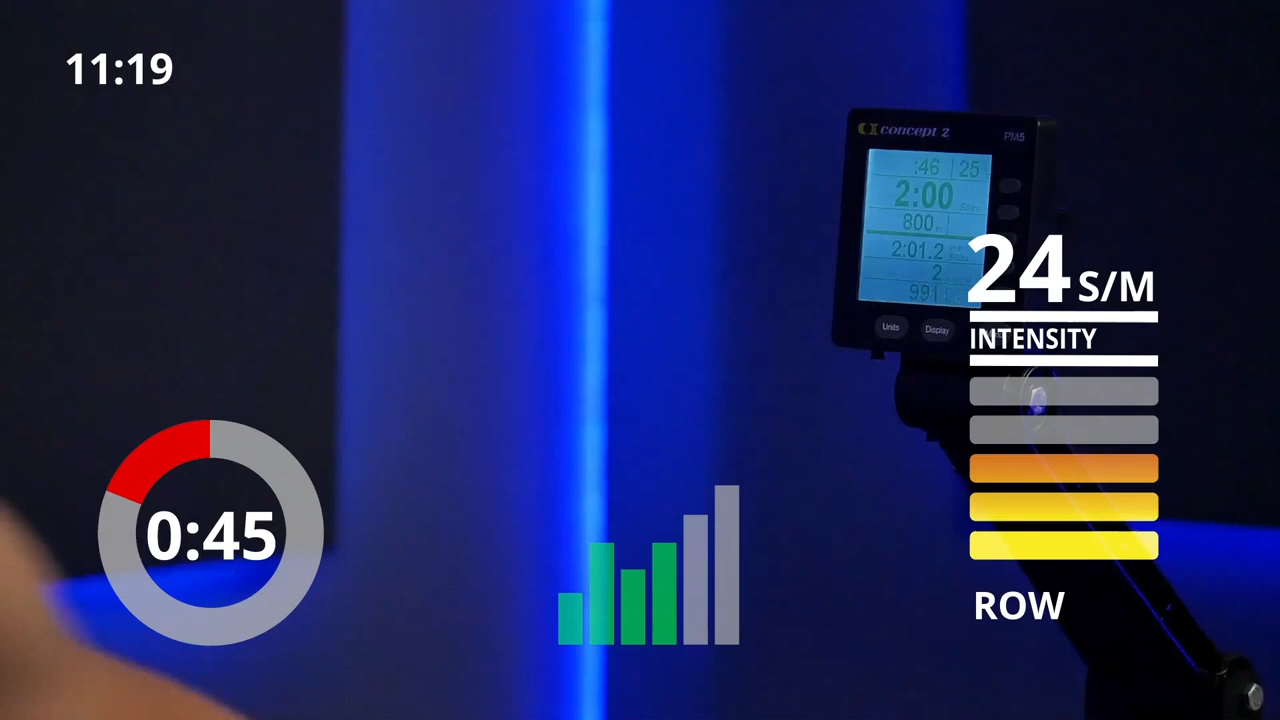 11:19
concept 2
PM5
:46 25
2:00
800
2:01.2
2
991
24 S/M
Units
Display
INTENSITY
0:45
ROW